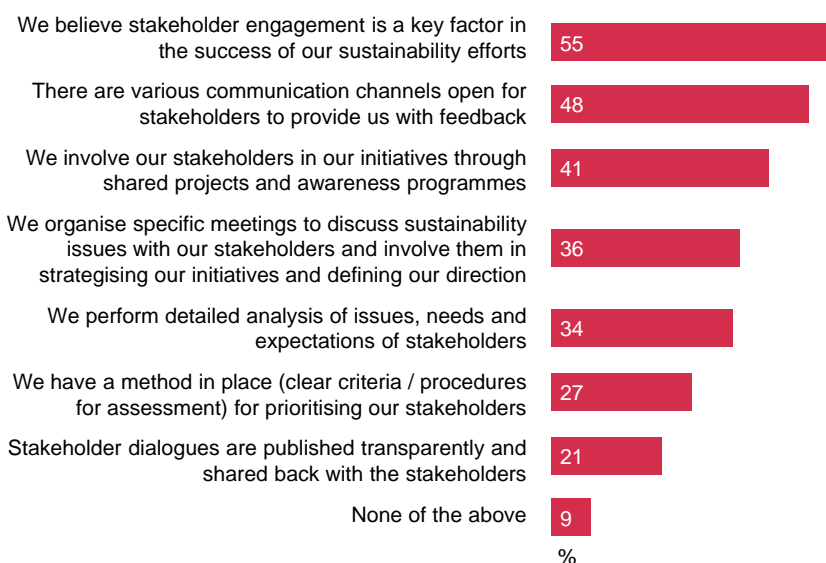 We believe stakeholder engagement is a key factor in
the success of our sustainability efforts
55
There are various communication channels open for
stakeholders to provide us with feedback
48
We involve our stakeholders in our initiatives through
shared projects and awareness programmes
41
We organise specific meetings to discuss sustainability
issues with our stakeholders and involve them in
strategising our initiatives and defining our direction
36
We perform detailed analysis of issues, needs and
expectations of stakeholders
34
We have a method in place (clear criteria / procedures
for assessment) for prioritising our stakeholders
27
Stakeholder dialogues are published transparently and
shared back with the stakeholders
21
None of the above
9
%